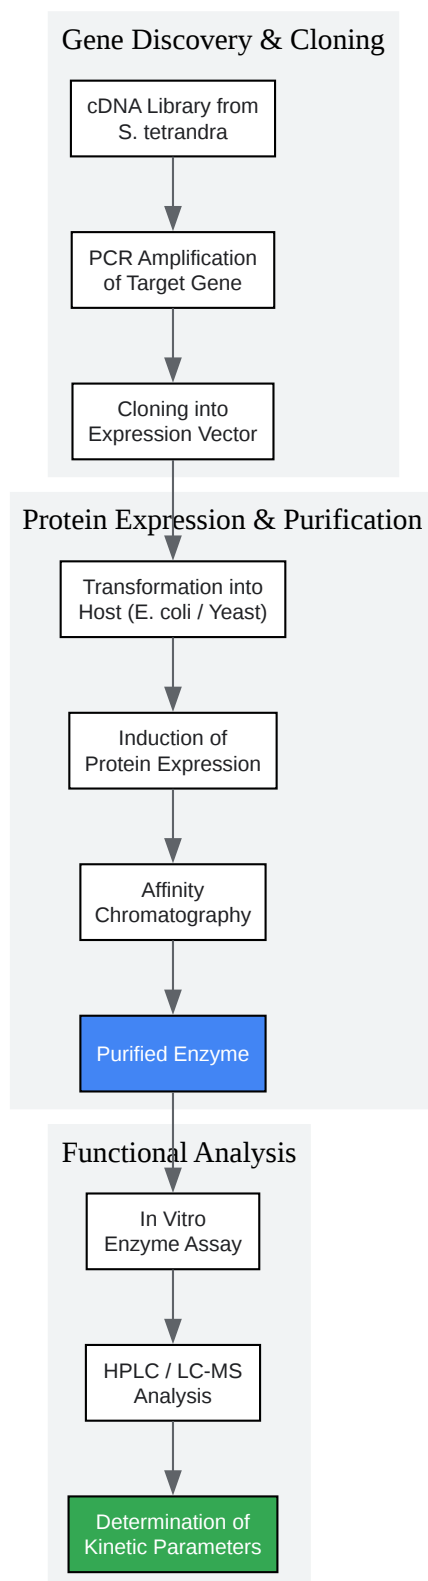 Gene Discovery & Cloning
cDNA Library from
S. tetrandra
PCR Amplification
of Target Gene
Cloning into
Expression Vector
Protein Expression & Purification
Transformation into
Host (E. coli / Yeast)
Induction of
Protein Expression
Affinity
Chromatography
Purified Enzyme
Functional Analysis
In Vitro
Enzyme Assay
HPLC / LC-MS
Analysis
Determination of
Kinetic Parameters